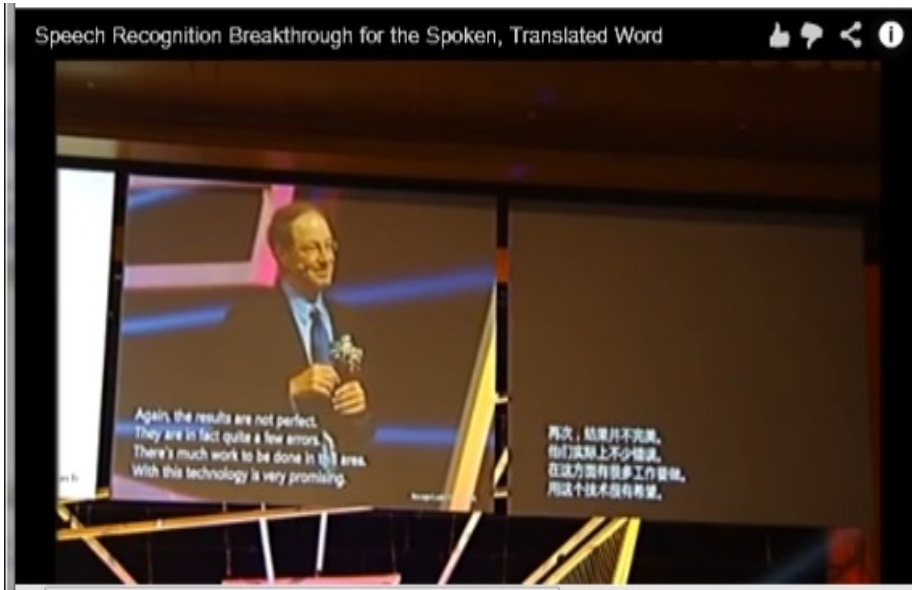 Speech Recognition Breakthrough for the Spoken, Translated Word
Again, the results are not perfect.
They are in fact quite a few errors.
There's much work to be done in this area.
With this technology is very promising.
再次，结果并不完美。
他们实际上不少错误。
在这方面有很多工作要做。
用这个技术很有希望。